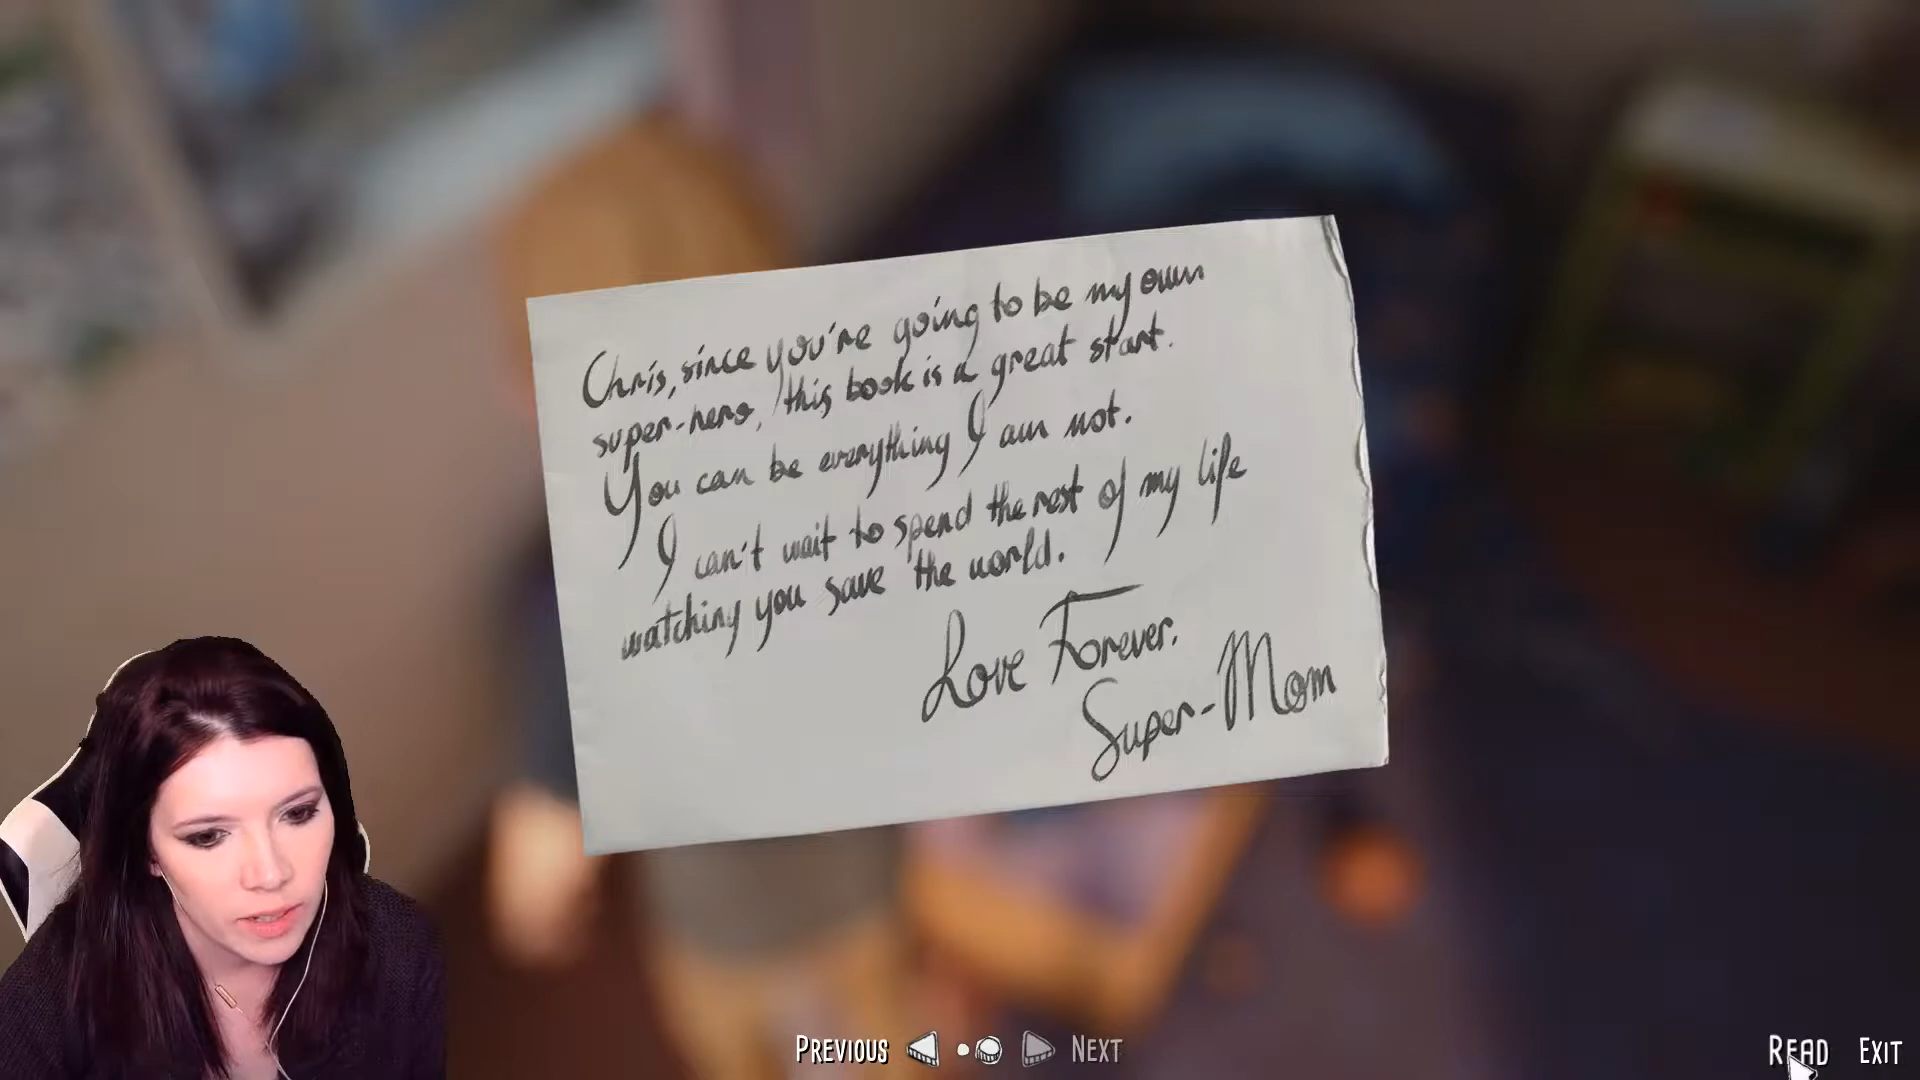 Chris, since you're going to be my own
super-hero, this book is a great start.
You can be everything I am not.
I can't wait to spend the rest of my life
watching you save the world.
Love Forever.
Super-Mom
PREVIOUS NEXT
READ EXIT